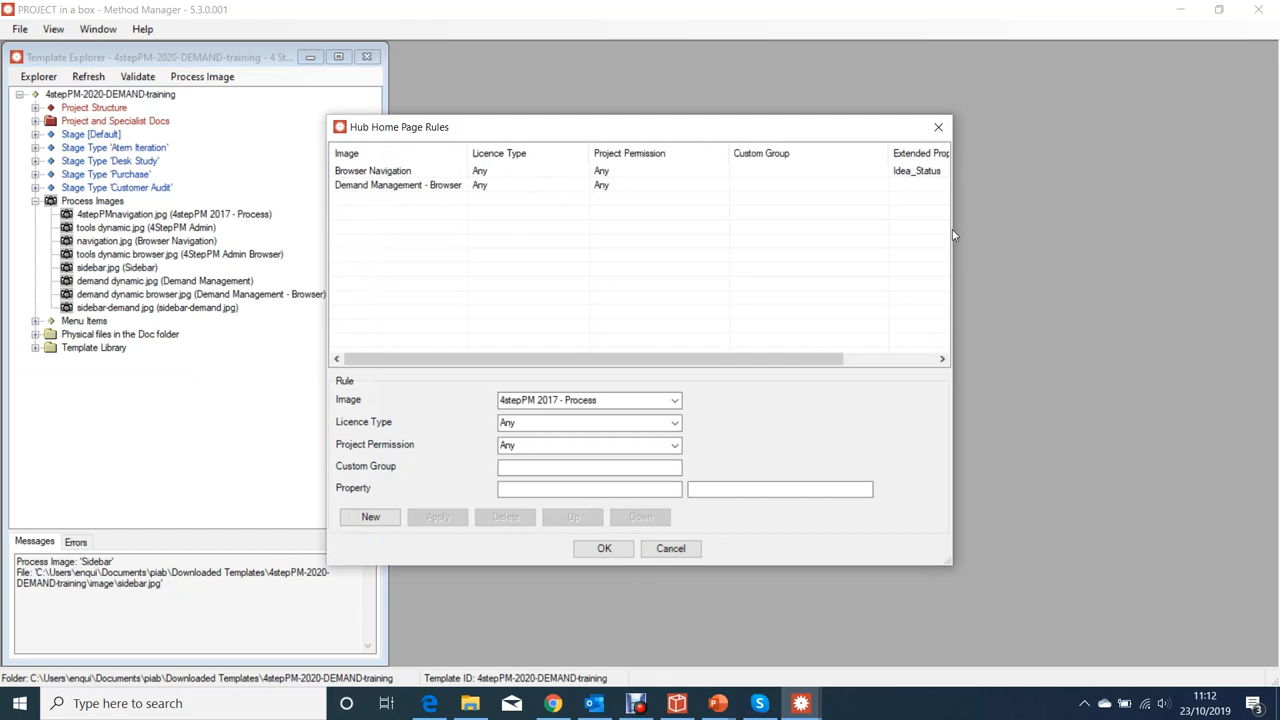 PROJECT in a box - Method Manager - 5.3.0.001
File View Window Help
Template Explorer - 4stepPM-2020-DEMAND-training - 4 St...
Explorer Refresh Validate Process Image
4stepPM-2020-DEMAND-training
Project Structure
Project and Specialist Docs
Stage [Default]
Stage Type 'Atern Iteration'
Stage Type 'Desk Study'
Stage Type 'Purchase'
Stage Type 'Customer Audit'
Process Images
4stepPMnavigation.jpg (4stepPM 2017 - Process)
tools dynamic.jpg (4StepPM Admin)
navigation.jpg (Browser Navigation)
tools dynamic browser.jpg (4StepPM Admin Browser)
sidebar.jpg (Sidebar)
demand dynamic.jpg (Demand Management)
demand dynamic browser.jpg (Demand Management - Browser)
sidebar-demand.jpg (sidebar-demand.jpg)
Menu Items
Physical files in the Doc folder
Template Library
Messages Errors
Process Image: 'Sidebar'
File: 'C:\Users\enqui\Documents\piab\Downloaded Templates\4stepPM-2020-
DEMAND-training\image\sidebar.jpg'
Hub Home Page Rules
Image Licence Type Project Permission Custom Group Extended Prop
Browser Navigation Any Any Idea_Status
Demand Management - Browser Any Any
Rule
Image 4stepPM 2017 - Process
Licence Type Any
Project Permission Any
Custom Group
Property
New Apply Delete Up Down
OK Cancel
Folder: C:\Users\enqui\Documents\piab\Downloaded Templates\4stepPM-2020-DEMAND-training Template ID: 4stepPM-2020-DEMAND-training
Type here to search
11:12
23/10/2019
3